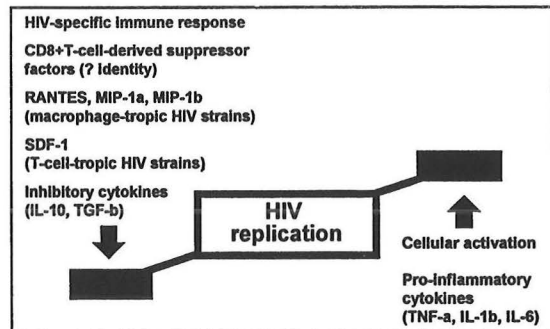 HIV-specific immune response
CD8+T-cell-derived suppressor
factors (? identity)
RANTES, MIP-1a, MIP-1b
(macrophage-tropic HIV strains)
SDF-1
(T-cell-tropic HIV strains)
Inhibitory cytokines
(IL-10, TGF-b)
HIV
replication
Cellular activation
Pro-inflammatory
cytokines
(TNF-a, IL-1b, IL-6)